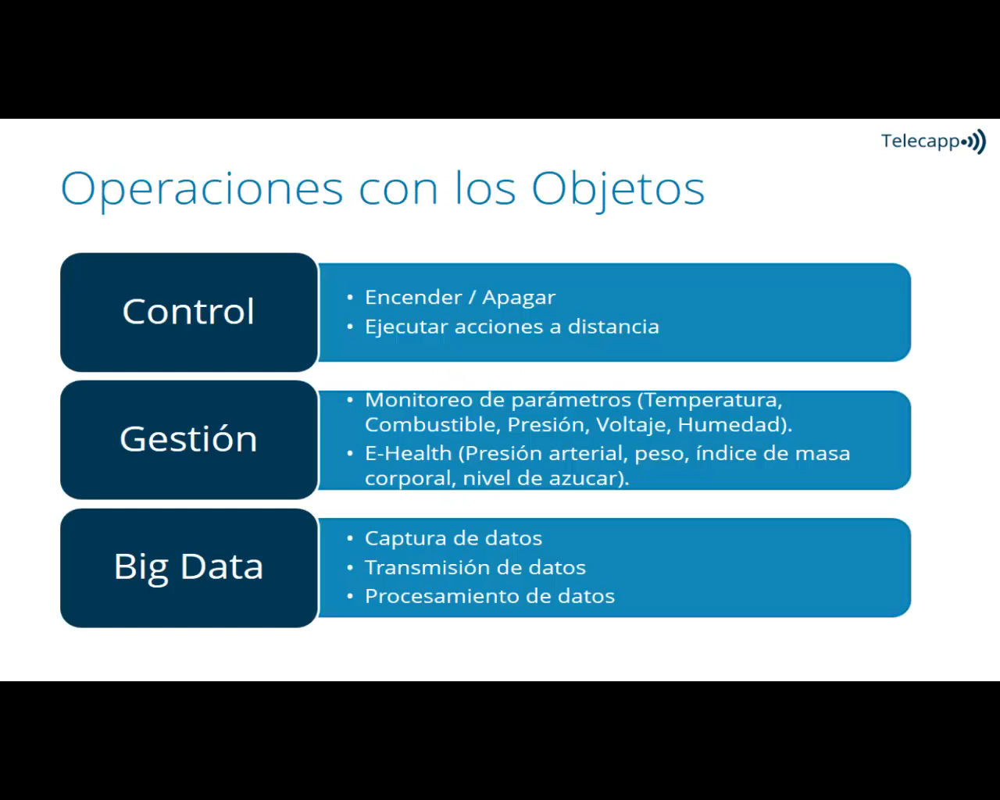 Telecapp
Operaciones con los Objetos
Control
• Encender / Apagar
• Ejecutar acciones a distancia
Gestión
• Monitoreo de parámetros (Temperatura,
Combustible, Presión, Voltaje, Humedad).
• E-Health (Presión arterial, peso, índice de masa
corporal, nivel de azucar).
Big Data
• Captura de datos
• Transmisión de datos
• Procesamiento de datos